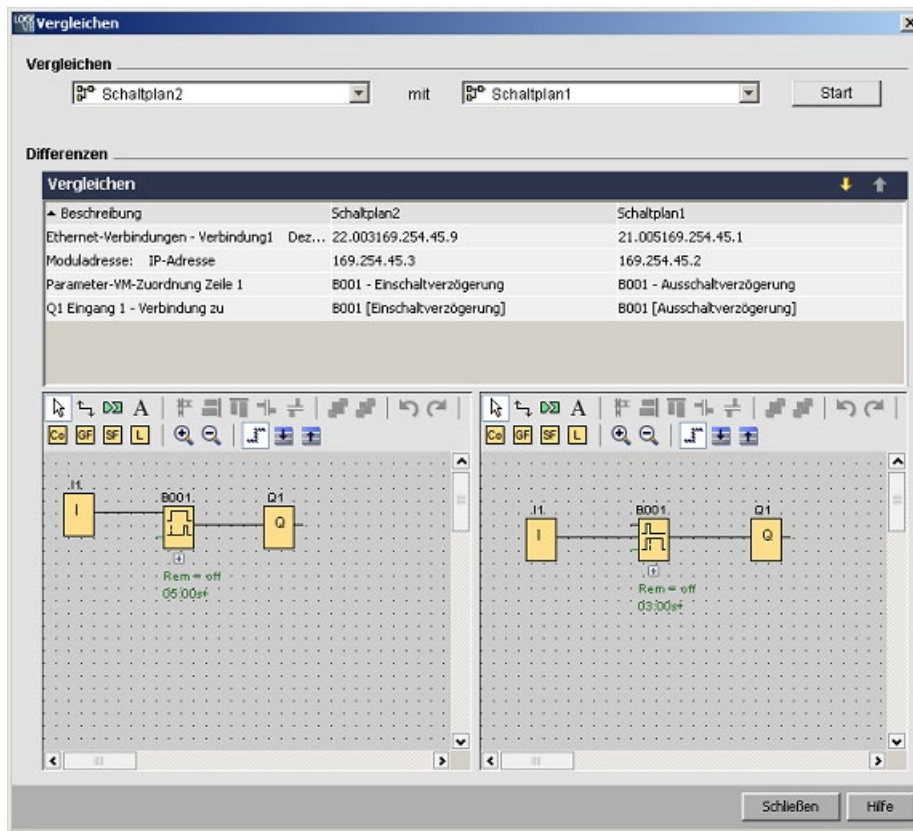 Vergleichen
Vergleichen
Schaltplan2 mit Schaltplan1 Start
Differenzen
Vergleichen
Beschreibung Schaltplan2 Schaltplan1
Ethernet-Verbindungen - Verbindung1 Dez... 22.003169.254.45.9 21.005169.254.45.1
Moduladresse: IP-Adresse 169.254.45.3 169.254.45.2
Parameter-VM-Zuordnung Zeile 1 B001 - Einschaltverzögerung B001 - Ausschaltverzögerung
Q1 Eingang 1 - Verbindung zu B001 [Einschaltverzögerung] B001 [Ausschaltverzögerung]
A
Co GF SF L
I1
B001
Q1
I
Q
Rem = off
05:00s+
A
Co GF SF L
I1
B001
Q1
I
Q
Rem = off
03:00s+
Schließen Hilfe